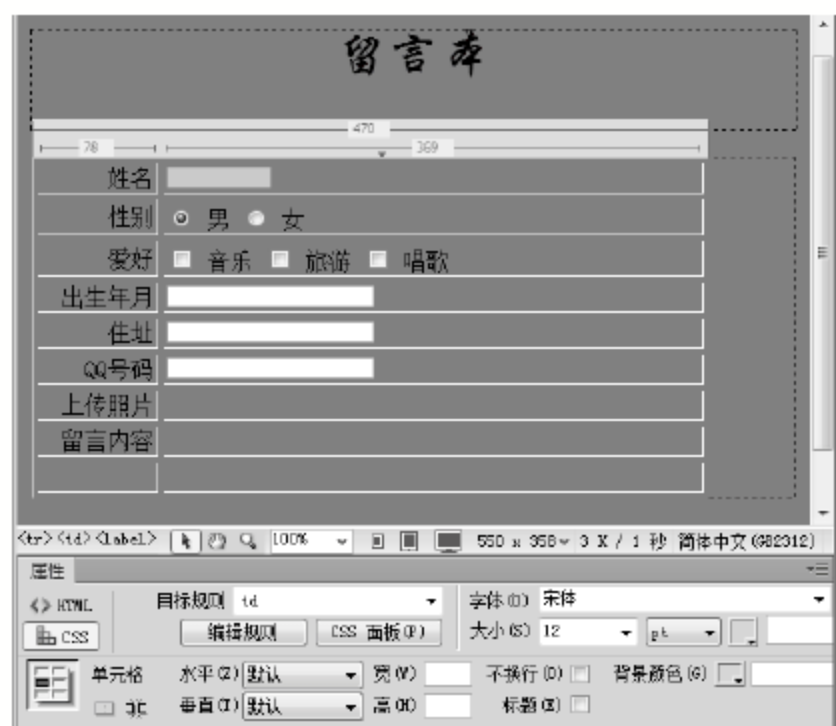 留言本
470
78 369
姓名
性别 男 女
爱好 音乐 旅游 唱歌
出生年月
住址
QQ号码
上传照片
留言内容
<tr><td><label> 100% 550 x 358 3 K / 1 秒 简体中文(GB2312)
属性
<> HTML 目标规则 td 字体(O) 宋体
CSS 编辑规则 CSS 面板(P) 大小(S) 12 pt
单元格 水平(Z) 默认 宽(W) 不换行(O) 背景颜色(G)
垂直(T) 默认 高(H) 标题(E)